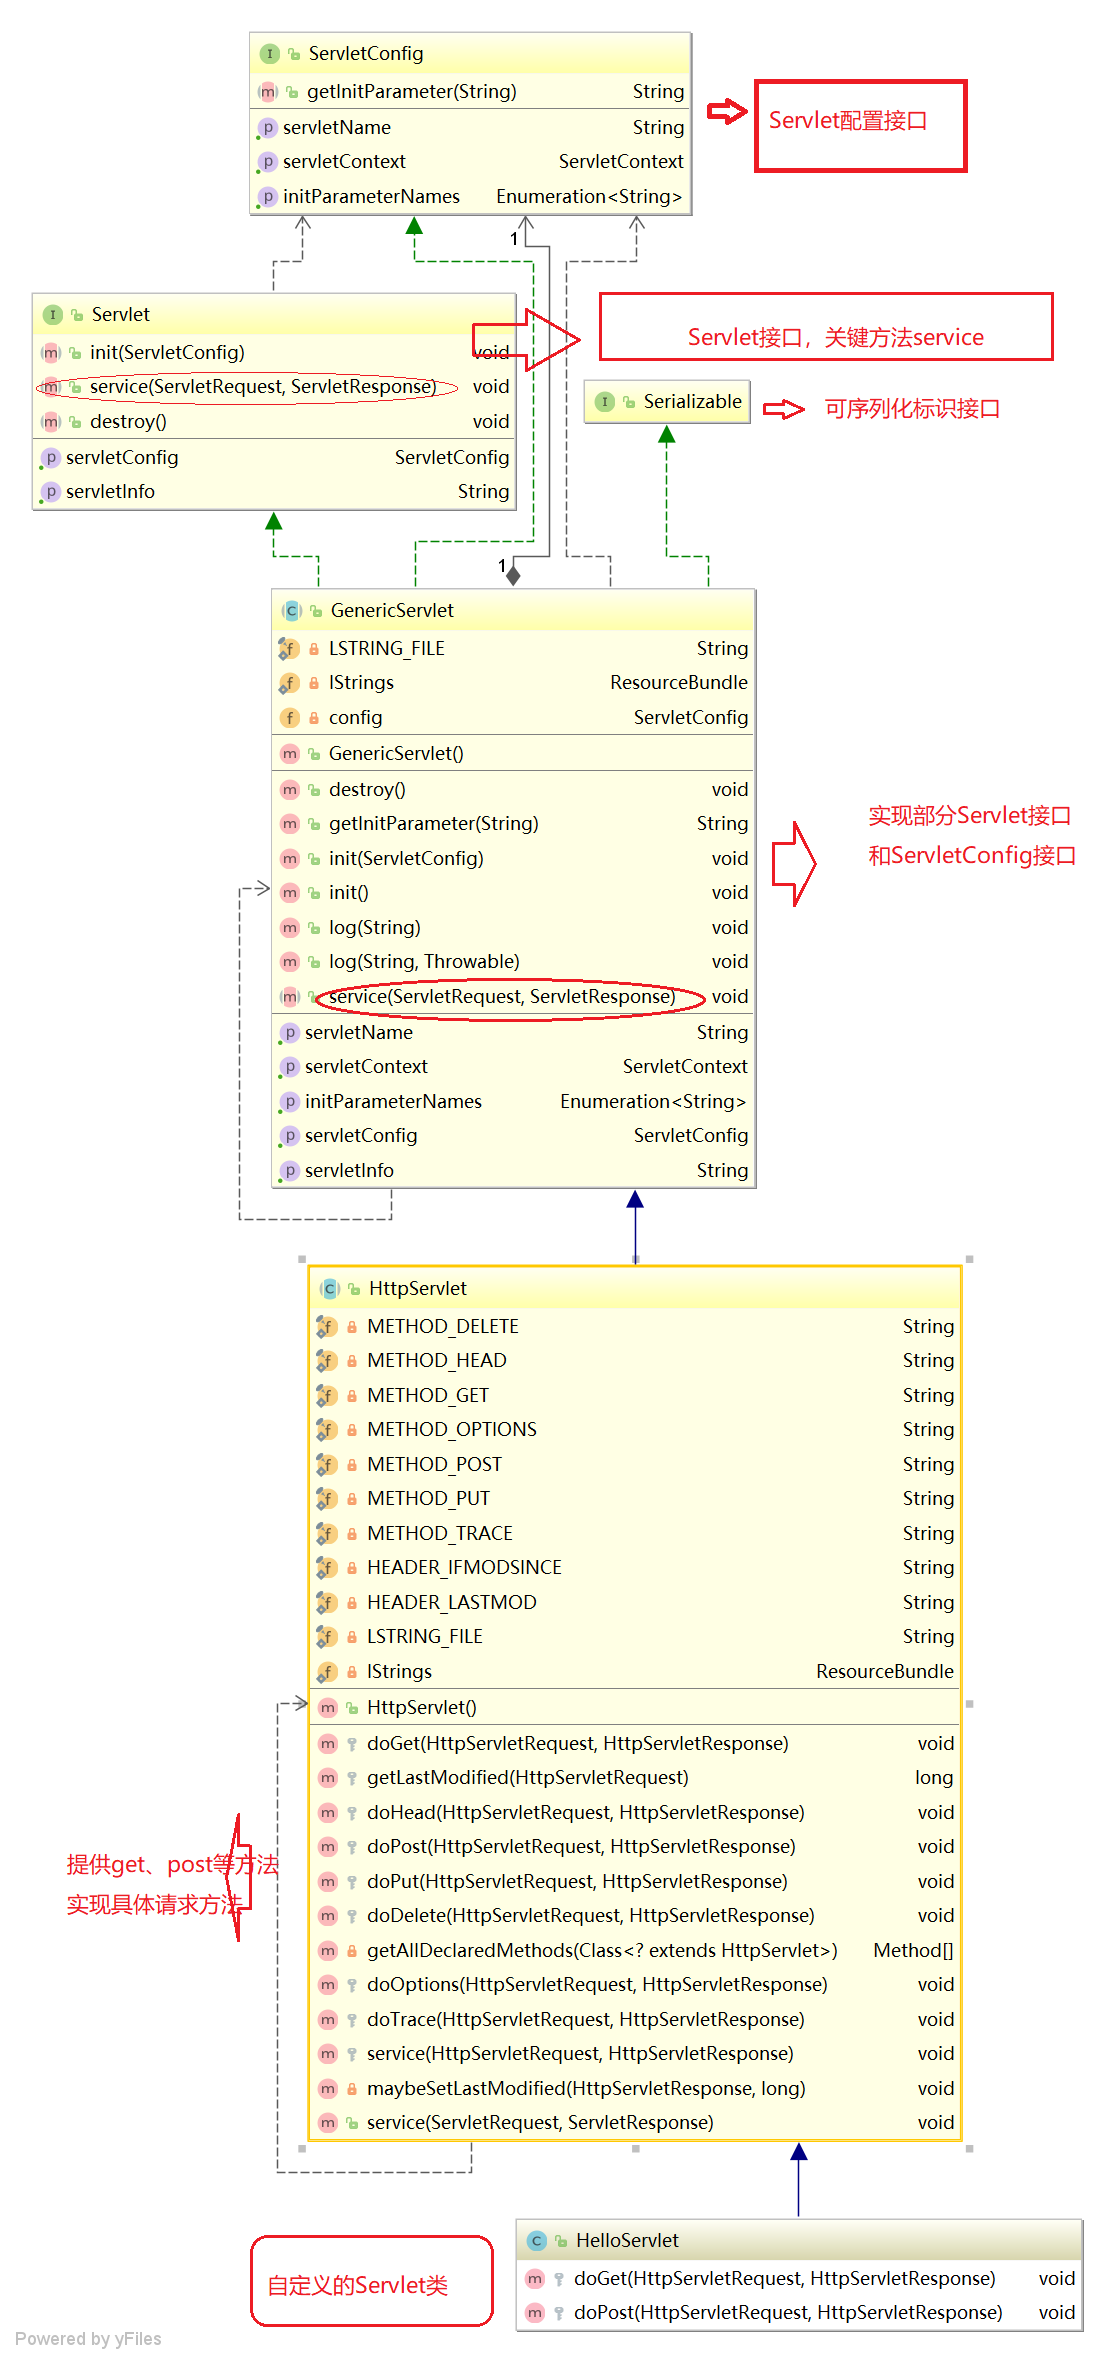 ServletConfig
getInitParameter(String) String
servletName String
servletContext ServletContext
initParameterNames Enumeration<String>
Servlet配置接口
1
Servlet
init(ServletConfig) void
service(ServletRequest, ServletResponse) void
destroy() void
servletConfig ServletConfig
servletInfo String
Servlet接口，关键方法service
Serializable
可序列化标识接口
1
GenericServlet
LSTRING_FILE String
lStrings ResourceBundle
config ServletConfig
GenericServlet()
destroy() void
getInitParameter(String) String
init(ServletConfig) void
init() void
log(String) void
log(String, Throwable) void
service(ServletRequest, ServletResponse) void
servletName String
servletContext ServletContext
initParameterNames Enumeration<String>
servletConfig ServletConfig
servletInfo String
实现部分Servlet接口
和ServletConfig接口
HttpServlet
METHOD_DELETE String
METHOD_HEAD String
METHOD_GET String
METHOD_OPTIONS String
METHOD_POST String
METHOD_PUT String
METHOD_TRACE String
HEADER_IFMODSINCE String
HEADER_LASTMOD String
LSTRING_FILE String
lStrings ResourceBundle
HttpServlet()
doGet(HttpServletRequest, HttpServletResponse) void
getLastModified(HttpServletRequest) long
doHead(HttpServletRequest, HttpServletResponse) void
doPost(HttpServletRequest, HttpServletResponse) void
doPut(HttpServletRequest, HttpServletResponse) void
doDelete(HttpServletRequest, HttpServletResponse) void
getAllDeclaredMethods(Class<? extends HttpServlet>) Method[]
doOptions(HttpServletRequest, HttpServletResponse) void
doTrace(HttpServletRequest, HttpServletResponse) void
service(HttpServletRequest, HttpServletResponse) void
maybeSetLastModified(HttpServletResponse, long) void
service(ServletRequest, ServletResponse) void
提供get、post等方法
实现具体请求方法
HelloServlet
doGet(HttpServletRequest, HttpServletResponse) void
doPost(HttpServletRequest, HttpServletResponse) void
自定义的Servlet类
Powered by yFiles